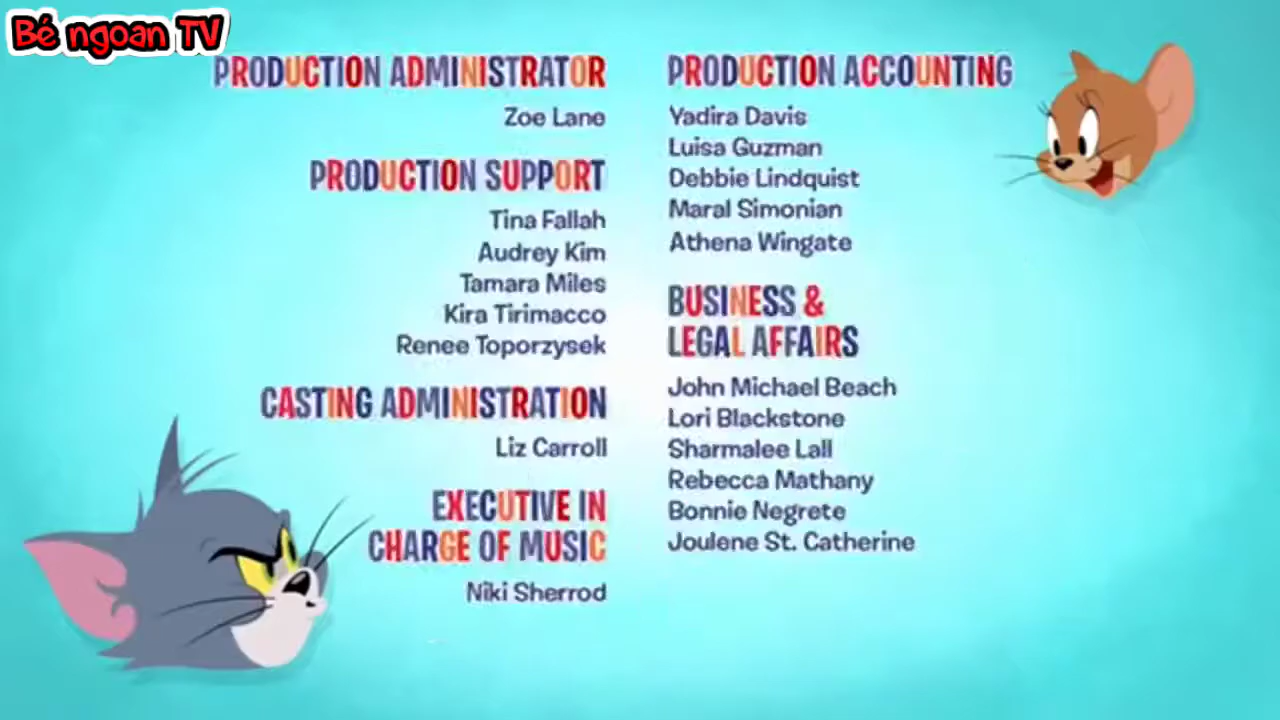 Bé ngoan TV
PRODUCTION ADMINISTRATOR
Zoe Lane
PRODUCTION SUPPORT
Tina Fallah
Audrey Kim
Tamara Miles
Kira Tirimacco
Renee Toporzysek
CASTING ADMINISTRATION
Liz Carroll
EXECUTIVE IN
CHARGE OF MUSIC
Niki Sherrod
PRODUCTION ACCOUNTING
Yadira Davis
Luisa Guzman
Debbie Lindquist
Maral Simonian
Athena Wingate
BUSINESS &
LEGAL AFFAIRS
John Michael Beach
Lori Blackstone
Sharmalee Lall
Rebecca Mathany
Bonnie Negrete
Joulene St. Catherine